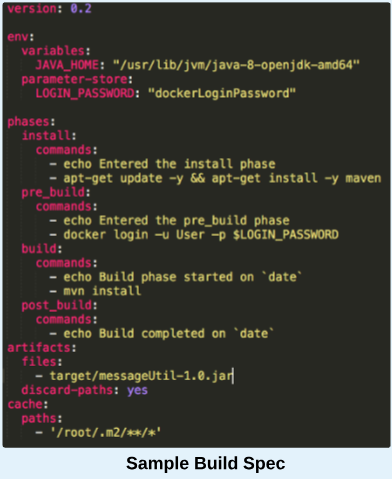 version: 0.2

env:
  variables:
    JAVA_HOME: "/usr/lib/jvm/java-8-openjdk-amd64"
  parameter-store:
    LOGIN_PASSWORD: "dockerLoginPassword"

phases:
  install:
    commands:
      - echo Entered the install phase
      - apt-get update -y && apt-get install -y maven
  pre_build:
    commands:
      - echo Entered the pre_build phase
      - docker login -u User -p $LOGIN_PASSWORD
  build:
    commands:
      - echo Build phase started on `date`
      - mvn install
  post_build:
    commands:
      - echo Build completed on `date`
artifacts:
  files:
    - target/messageUtil-1.0.jar
  discard-paths: yes
cache:
  paths:
    - '/root/.m2/**/*'
Sample Build Spec